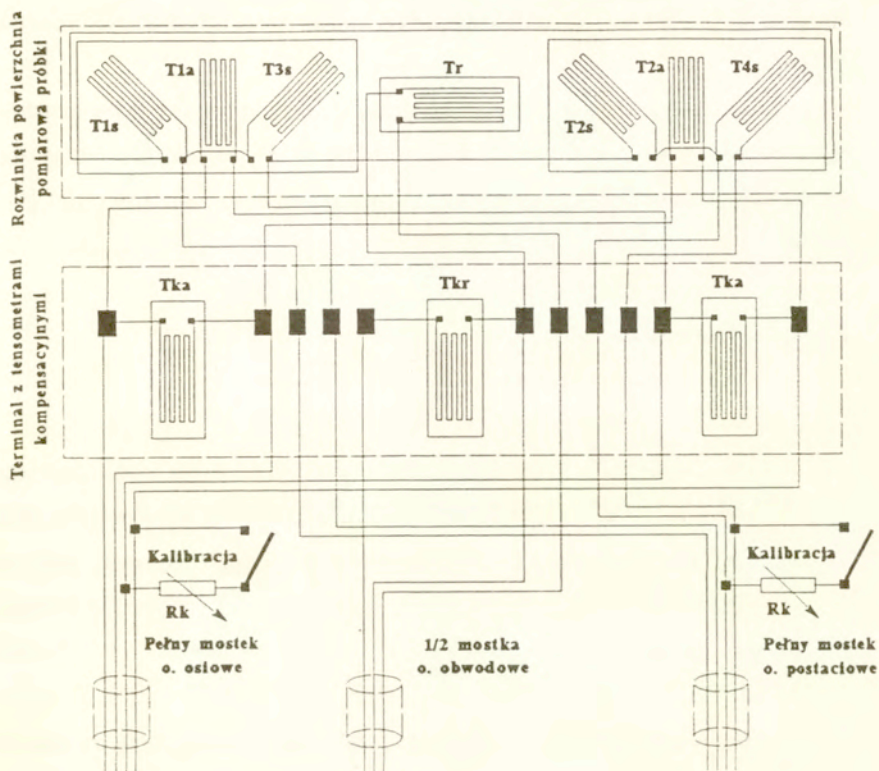 Rozwinięta powierzchnia
pomiarowa próbki
T1s
T1a
T3s
Tr
T2s
T2a
T4s
Terminal z tensometrami
kompensacyjnymi
Tka
Tkr
Tka
Kalibracja
Rk
Pełny mostek
o. osiowe
1/2 mostka
o. obwodowe
Kalibracja
Rk
Pełny mostek
o. postaciowe